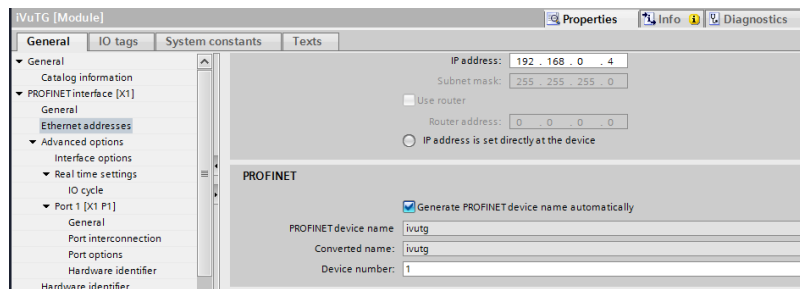 iVuTG [Module]
Properties
Info
Diagnostics
General
IO tags
System constants
Texts
General
Catalog information
PROFINET interface [X1]
General
Ethernet addresses
Advanced options
Interface options
Real time settings
IO cycle
Port 1 [X1 P1]
General
Port interconnection
Port options
Hardware identifier
Hardware identifier
IP address: 192 . 168 . 0 . 4
Subnet mask: 255 . 255 . 255 . 0
Use router
Router address: 0 . 0 . 0 . 0
IP address is set directly at the device
PROFINET
Generate PROFINET device name automatically
PROFINET device name ivutg
Converted name: ivutg
Device number: 1